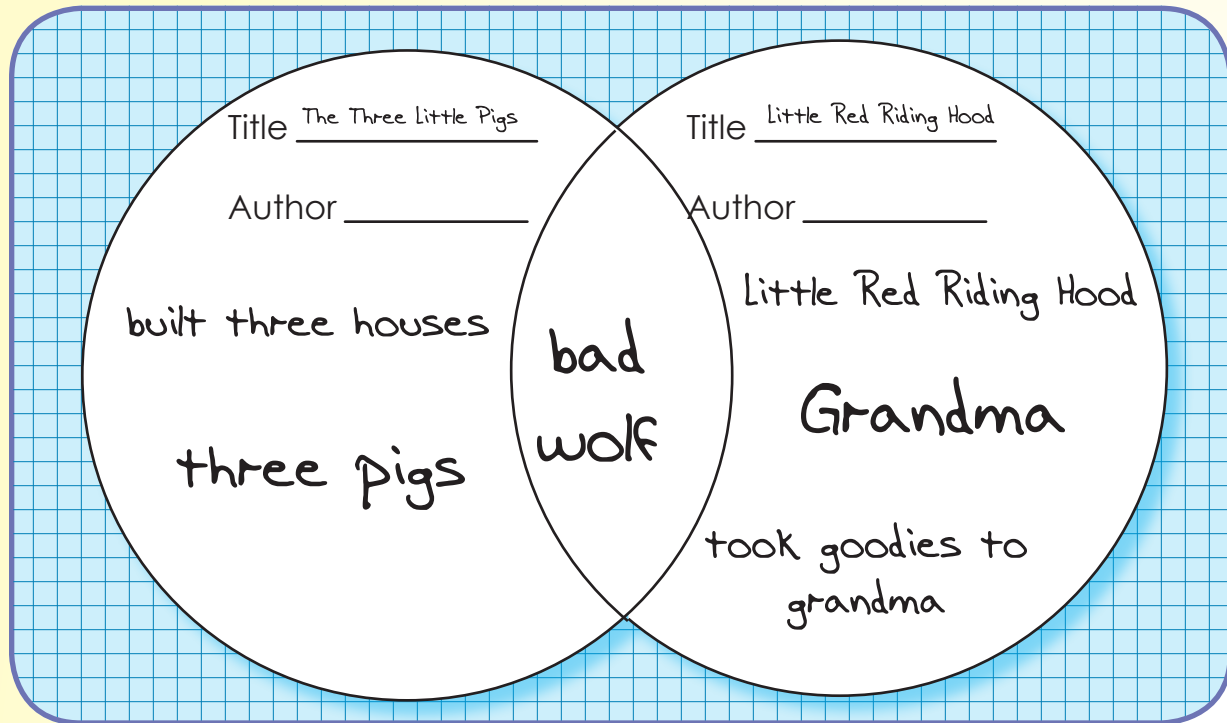 Title The Three Little Pigs
Author
built three houses
three pigs
bad
wolf
Title Little Red Riding Hood
Author
Little Red Riding Hood
Grandma
took goodies to
grandma